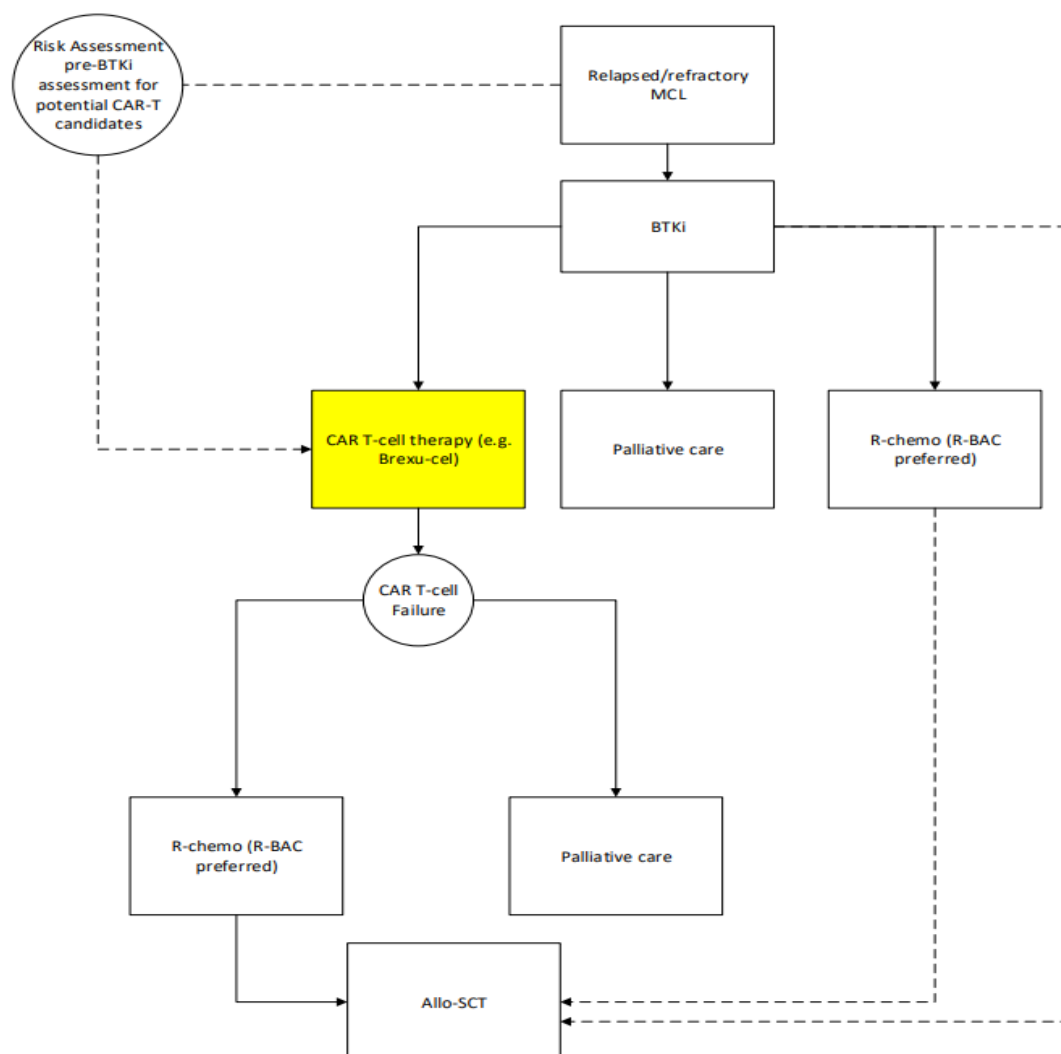 Risk Assessment
pre-BTKi
assessment for
potential CAR-T
candidates
Relapsed/refractory
MCL
BTKi
CAR T-cell therapy (e.g.
Brexu-cel)
Palliative care
R-chemo (R-BAC
preferred)
CAR T-cell
Failure
R-chemo (R-BAC
preferred)
Palliative care
Allo-SCT